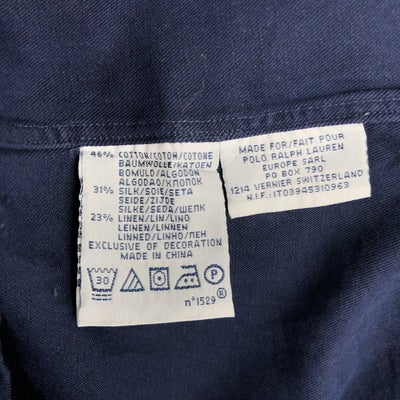 46% COTTON/COTON/COTONE
BAUMWOLLE/KATOEN
BOMULD/ALGODON
ALGODAO/ХЛОПОК
31% SILK/SOIE/SETA
SEIDE/ZIJDE
SILKE/SEDA/ШЕЛК
23% LINEN/LIN/LINO
LEINEN/LINNEN
LINNED/LINHO/ЛЕН
EXCLUSIVE OF DECORATION
MADE IN CHINA
30
P
n°1529 ®
MADE FOR/FAIT POUR
POLO RALPH LAUREN
EUROPE SARL
PO BOX 790
1214 VERNIER SWITZERLAND
N.I.F.: IT03945310963